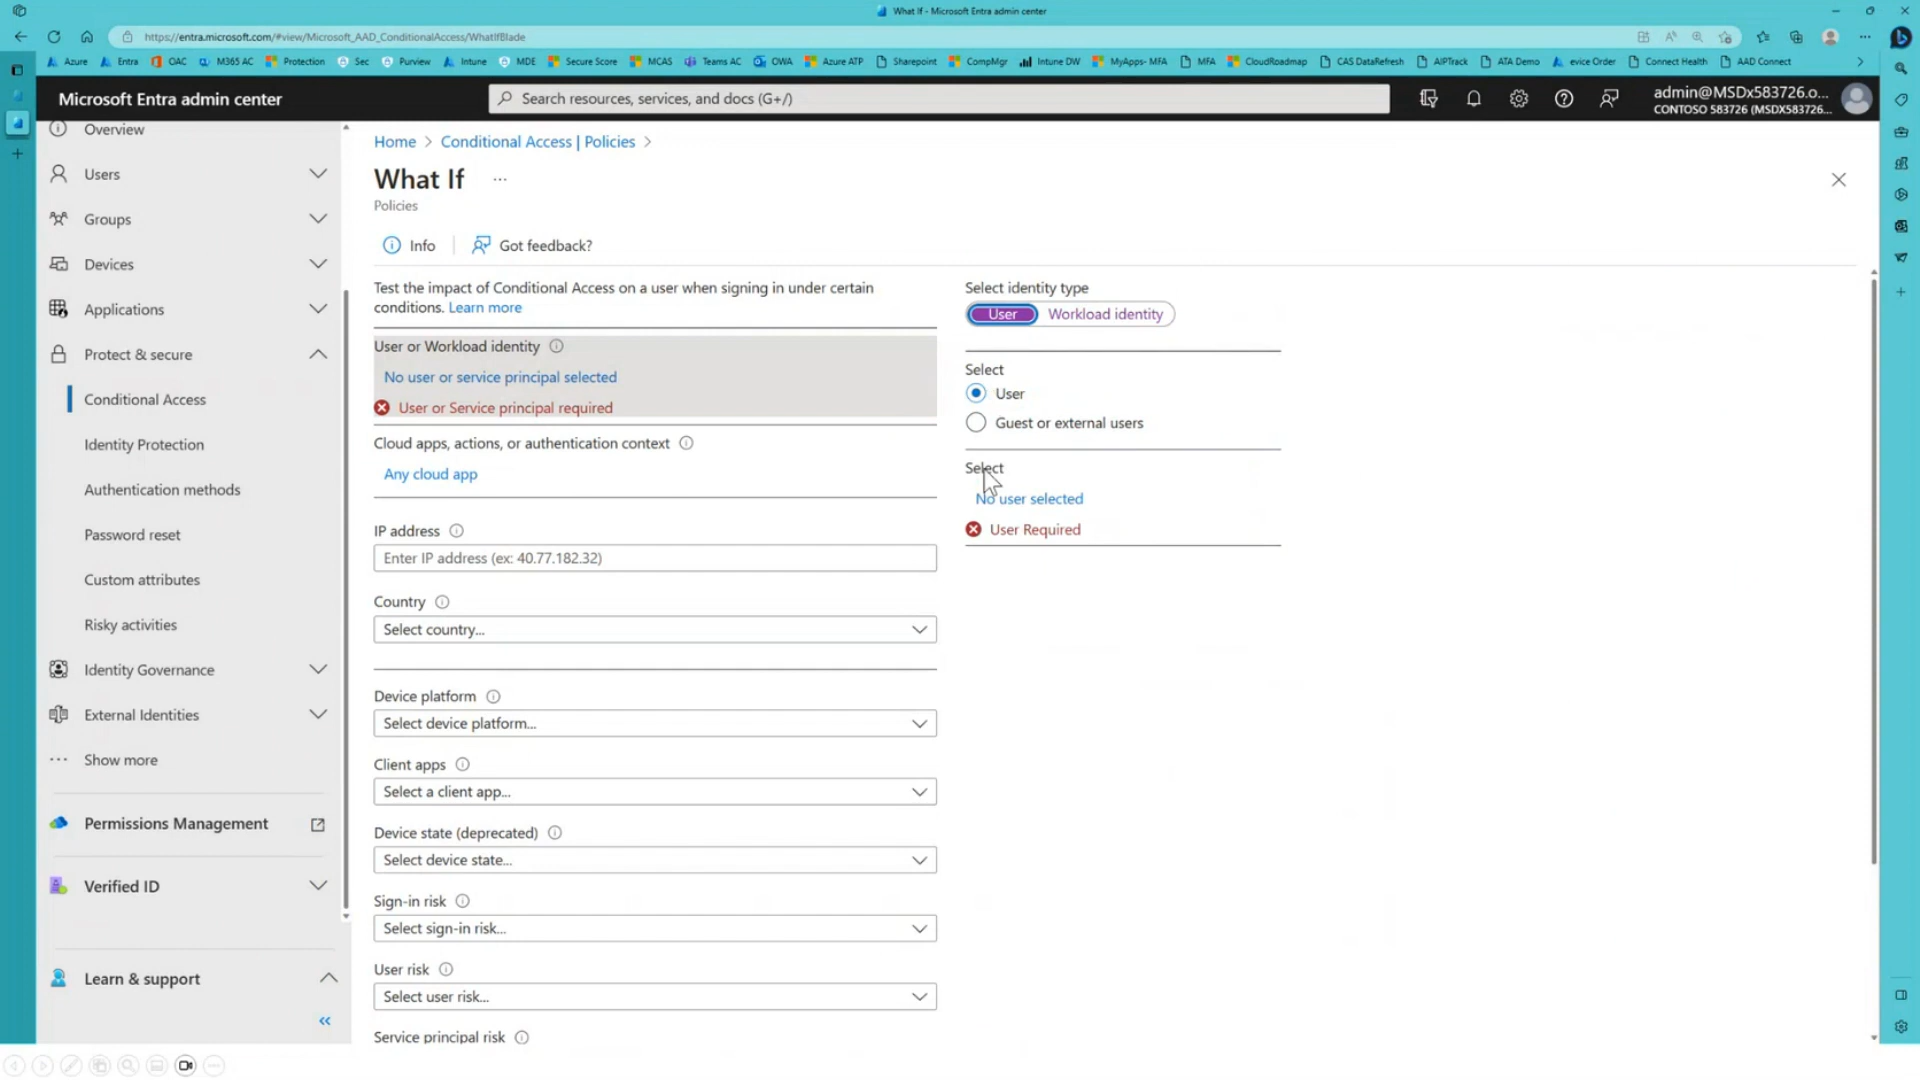 What If - Microsoft Entra admin center
https://entra.microsoft.com/#view/Microsoft_AAD_ConditionalAccess/WhatIfBlade
Azure Entra OAC M365 AC Protection Sec Purview Intune MDE Secure Score MCAS Teams AC OWA Azure ATP Sharepoint CompMgr Intune DW MyApps- MFA MFA CloudRoadmap CAS DataRefresh AIPTrack ATA Demo evice Order Connect Health AAD Connect
Microsoft Entra admin center
Search resources, services, and docs (G+/)
admin@MSDx583726.o...
CONTOSO 583726 (MSDX583726...
Overview
Users
Groups
Devices
Applications
Protect & secure
Conditional Access
Identity Protection
Authentication methods
Password reset
Custom attributes
Risky activities
Identity Governance
External Identities
Show more
Permissions Management
Verified ID
Learn & support
Home > Conditional Access | Policies >
What If ...
Policies
Info
Got feedback?
Test the impact of Conditional Access on a user when signing in under certain
conditions. Learn more
User or Workload identity
No user or service principal selected
User or Service principal required
Cloud apps, actions, or authentication context
Any cloud app
IP address
Enter IP address (ex: 40.77.182.32)
Country
Select country...
Device platform
Select device platform...
Client apps
Select a client app...
Device state (deprecated)
Select device state...
Sign-in risk
Select sign-in risk...
User risk
Select user risk...
Service principal risk
Select identity type
User Workload identity
Select
User
Guest or external users
Select
No user selected
User Required